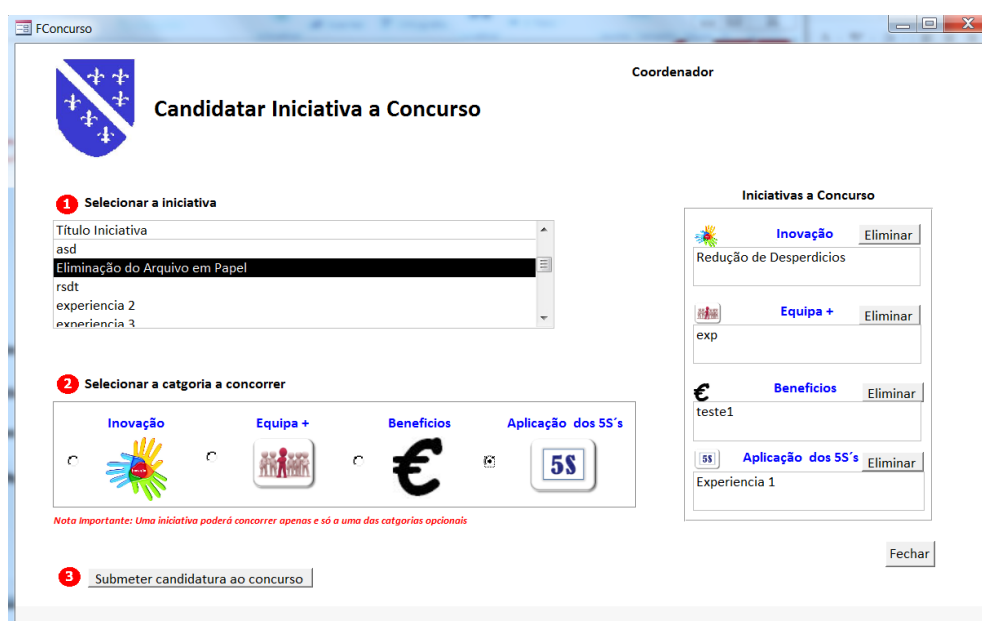 FConcurso
Coordenador
Candidatar Iniciativa a Concurso
1 Selecionar a iniciativa
Título Iniciativa
asd
Eliminação do Arquivo em Papel
rsdt
experiencia 2
experiencia 3
2 Selecionar a catgoria a concorrer
Inovação Equipa + Beneficios Aplicação dos 5S´s
€ 5S
Nota Importante: Uma iniciativa poderá concorrer apenas e só a uma das catgorias opcionais
3 Submeter candidatura ao concurso
Iniciativas a Concurso
Inovação Eliminar
Redução de Desperdicios
Equipa + Eliminar
exp
€ Beneficios Eliminar
teste1
5S Aplicação dos 5S´s Eliminar
Experiencia 1
Fechar